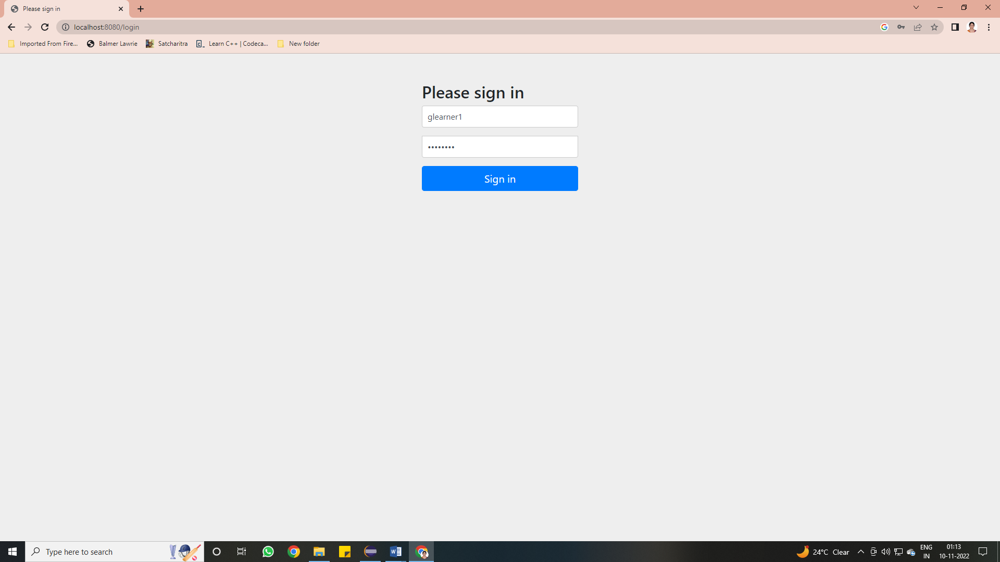 Please sign in
localhost:8080/login
Imported From Fire...
Balmer Lawrie
Satcharitra
Learn C++ | Codeca...
New folder
Please sign in
glearner1
••••••••
Sign in
Type here to search
24°C Clear
ENG
IN
01:13
10-11-2022